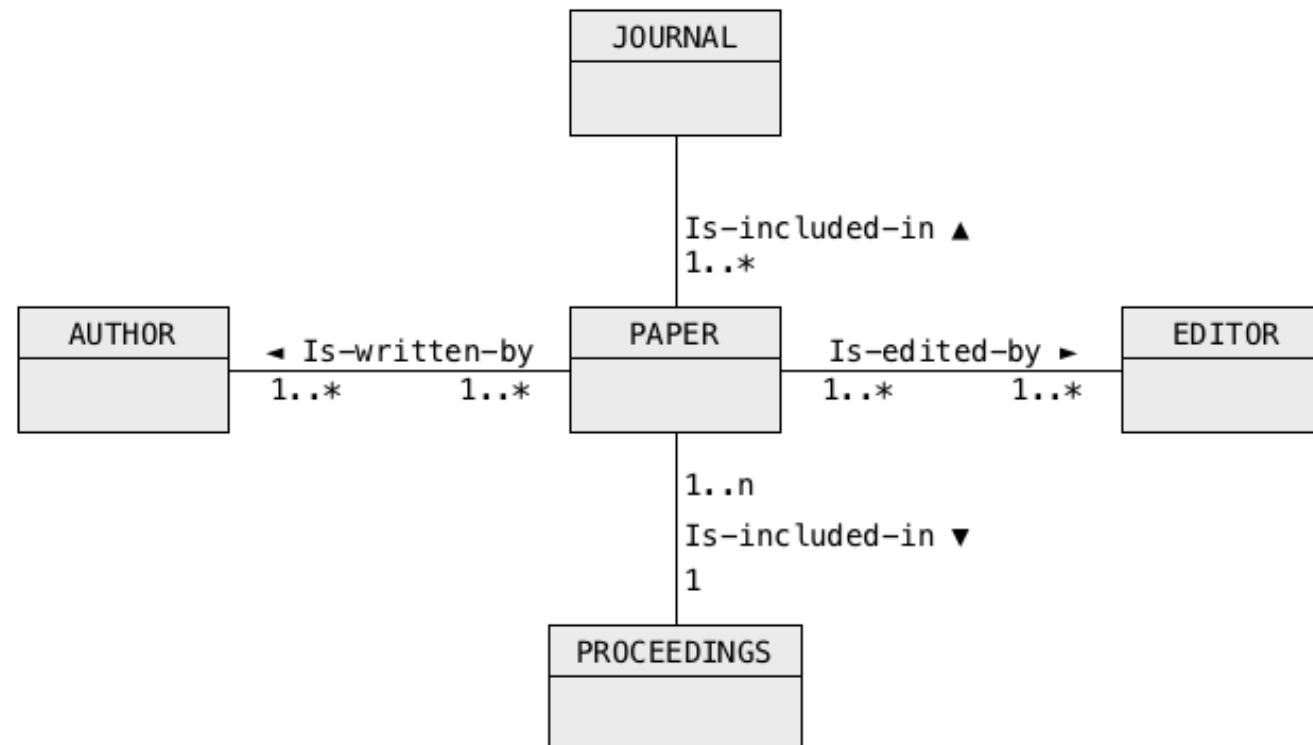 JOURNAL
Is-included-in ▲
1..*
AUTHOR
◄ Is-written-by
1..* 1..*
PAPER
Is-edited-by ►
1..* 1..*
EDITOR
1..n
Is-included-in ▼
1
PROCEEDINGS